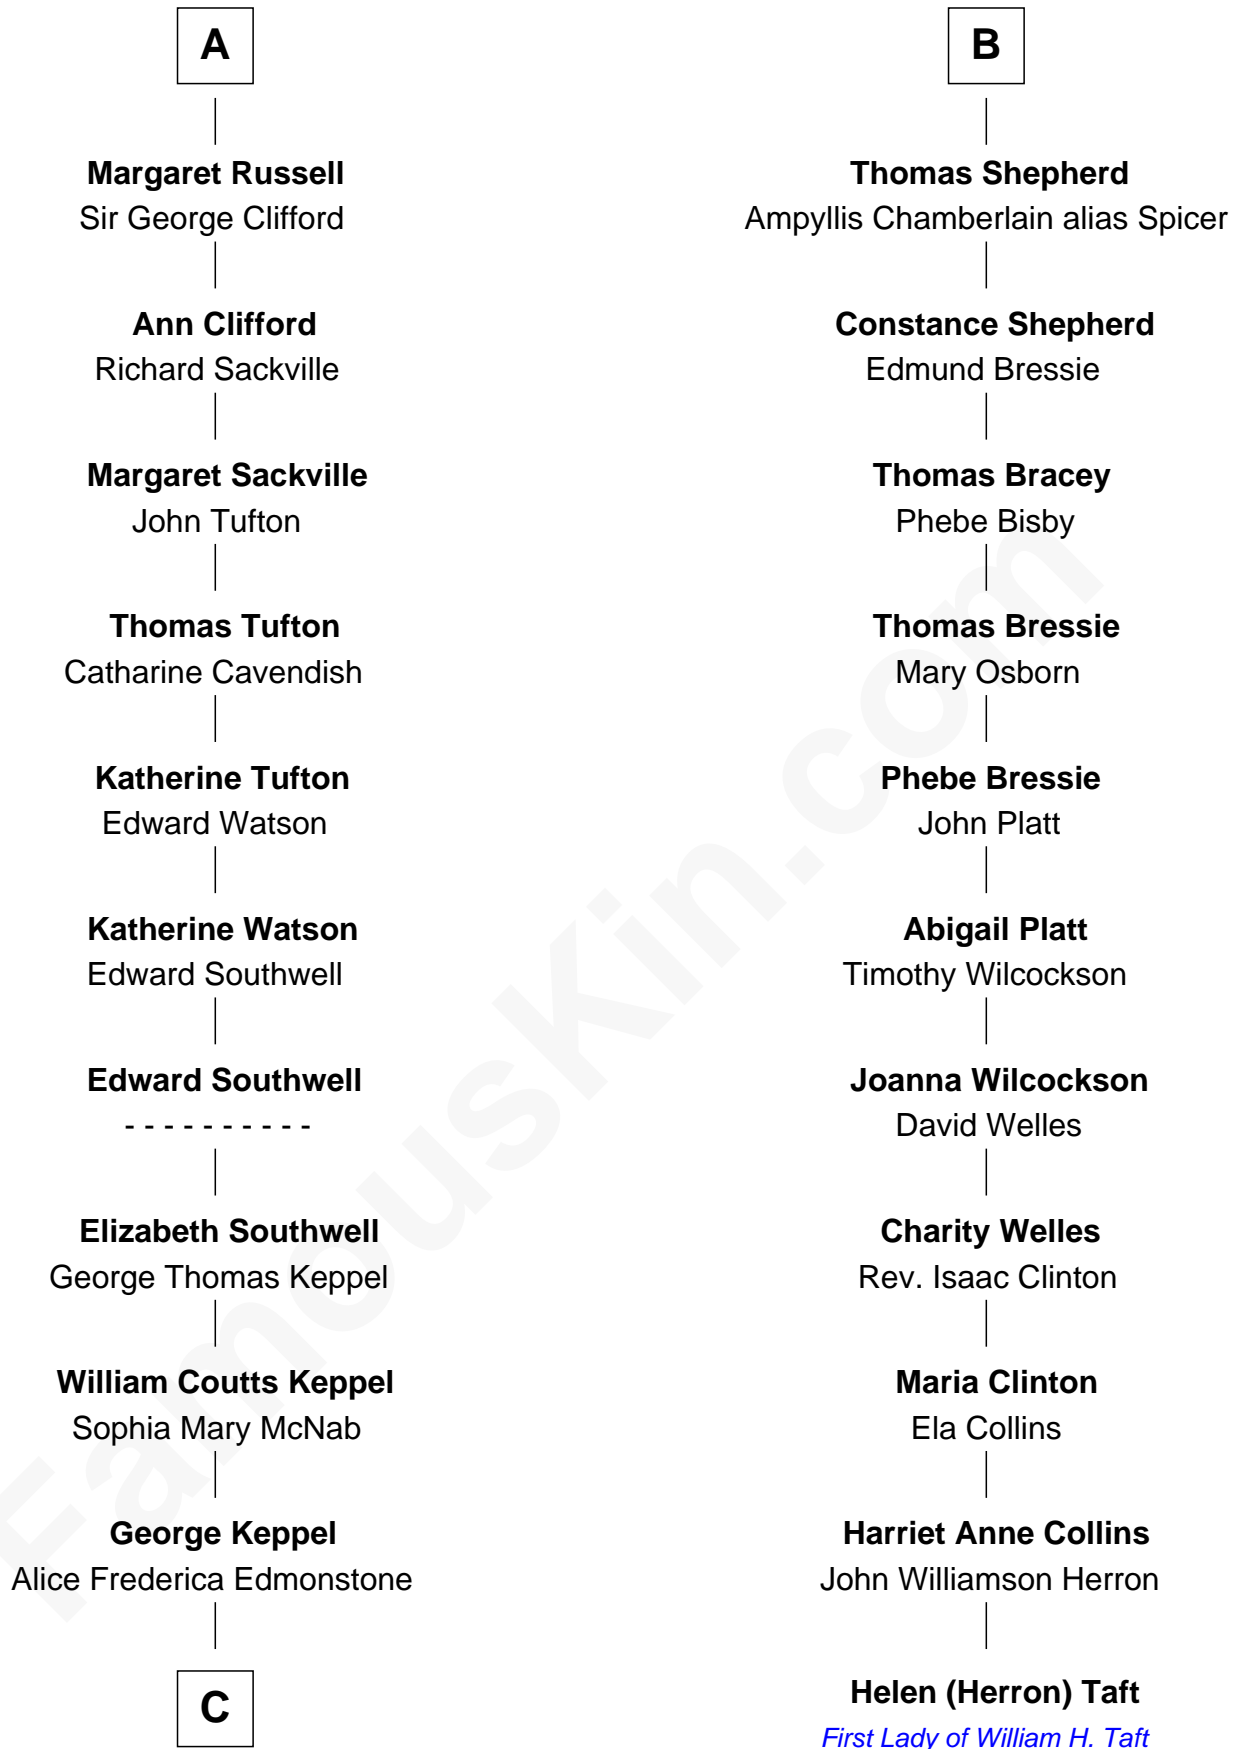 A
Margaret Russell
Sir George Clifford
Ann Clifford
Richard Sackville
Margaret Sackville
John Tufton
Thomas Tufton
Catharine Cavendish
Katherine Tufton
Edward Watson
Katherine Watson
Edward Southwell
Edward Southwell
- - - - - - - - - -
Elizabeth Southwell
George Thomas Keppel
William Coutts Keppel
Sophia Mary McNab
George Keppel
Alice Frederica Edmonstone
C
B
Thomas Shepherd
Ampyllis Chamberlain alias Spicer
Constance Shepherd
Edmund Bressie
Thomas Bracey
Phebe Bisby
Thomas Bressie
Mary Osborn
Phebe Bressie
John Platt
Abigail Platt
Timothy Wilcockson
Joanna Wilcockson
David Welles
Charity Welles
Rev. Isaac Clinton
Maria Clinton
Ela Collins
Harriet Anne Collins
John Williamson Herron
Helen (Herron) Taft
First Lady of William H. Taft
FamousKin.com